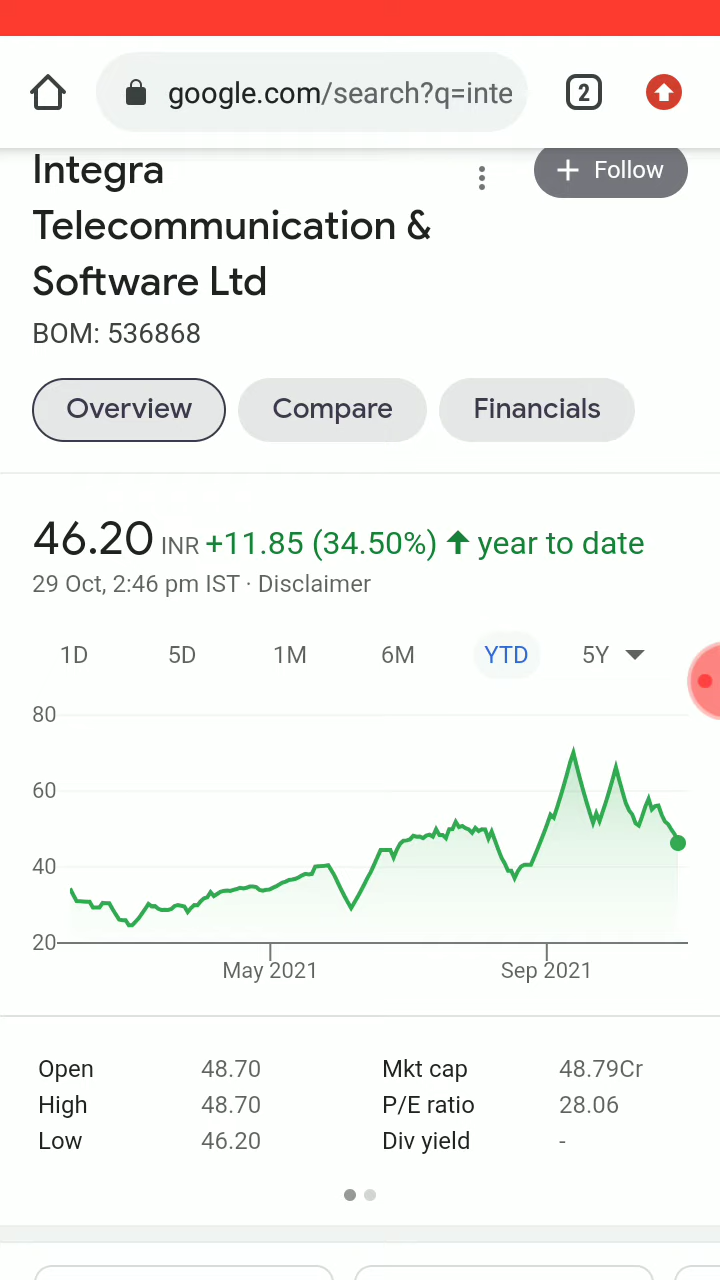 google.com/search?q=inte
2
Integra
Telecommunication &
Software Ltd
+ Follow
BOM: 536868
Overview Compare Financials
46.20 INR +11.85 (34.50%) ↑ year to date
29 Oct, 2:46 pm IST · Disclaimer
1D 5D 1M 6M YTD 5Y
80
60
40
20
May 2021 Sep 2021
Open 48.70 Mkt cap 48.79Cr
High 48.70 P/E ratio 28.06
Low 46.20 Div yield -